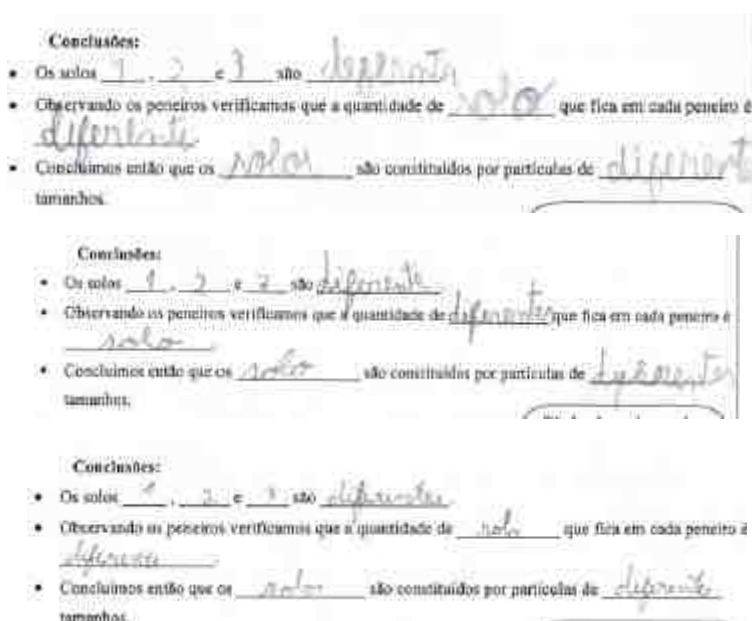 Conclusões:
• Os solos 1, 2 e 3 são deferenta
• Observando os peneiros verificamos que a quantidade de solo que fica em cada peneiro é
diferente
• Concluímos então que os solos são constituídos por partículas de diferent
tamanhos.
Conclusões:
• Os solos 1, 2 e 3 são diferente
• Observando os peneiros verificamos que a quantidade de diferentes que fica em cada peneiro é
solo
• Concluímos então que os solo são constituídos por partículas de
tamanhos.
Conclusões:
• Os solos 1, 2 e 3 são diferentes
• Observando os peneiros verificamos que a quantidade de solo que fica em cada peneiro é
• Concluímos então que os solos são constituídos por partículas de diferente
tamanhos.